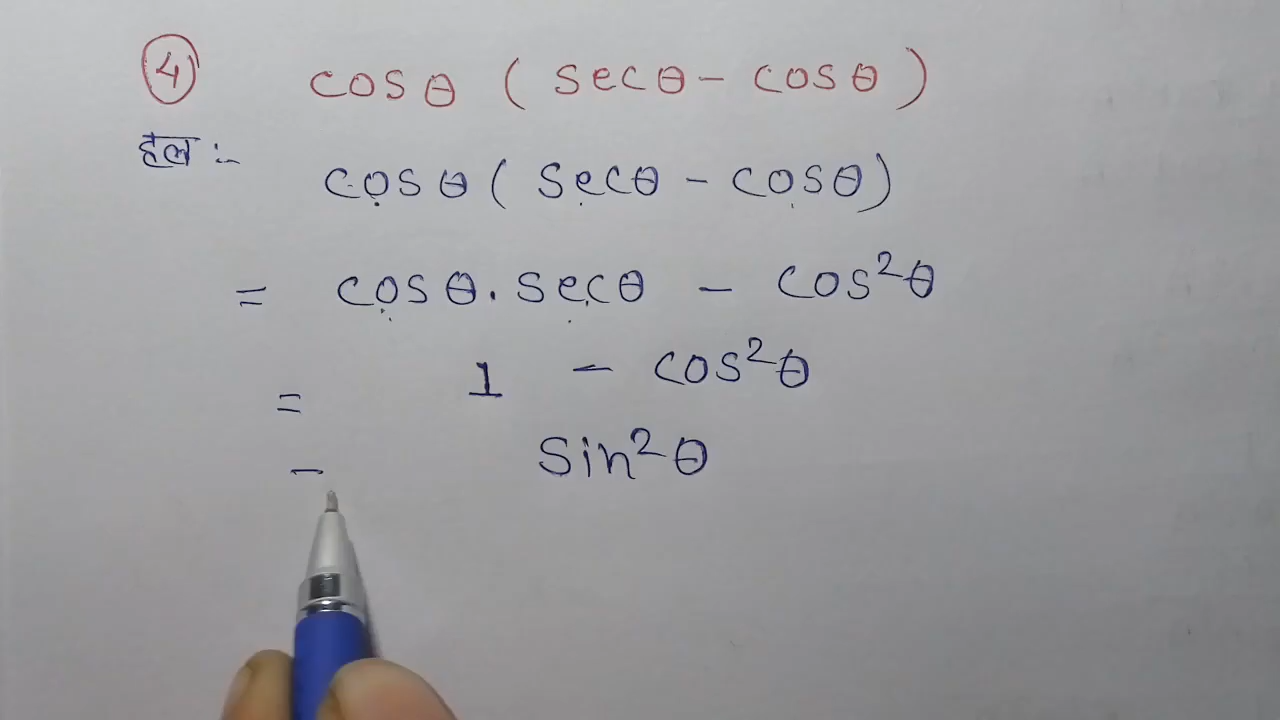 ④ cosθ ( secθ - cosθ )
हल :-
cosθ ( secθ - cosθ )
= cosθ . secθ - cos²θ
= 1 - cos²θ
- sin²θ